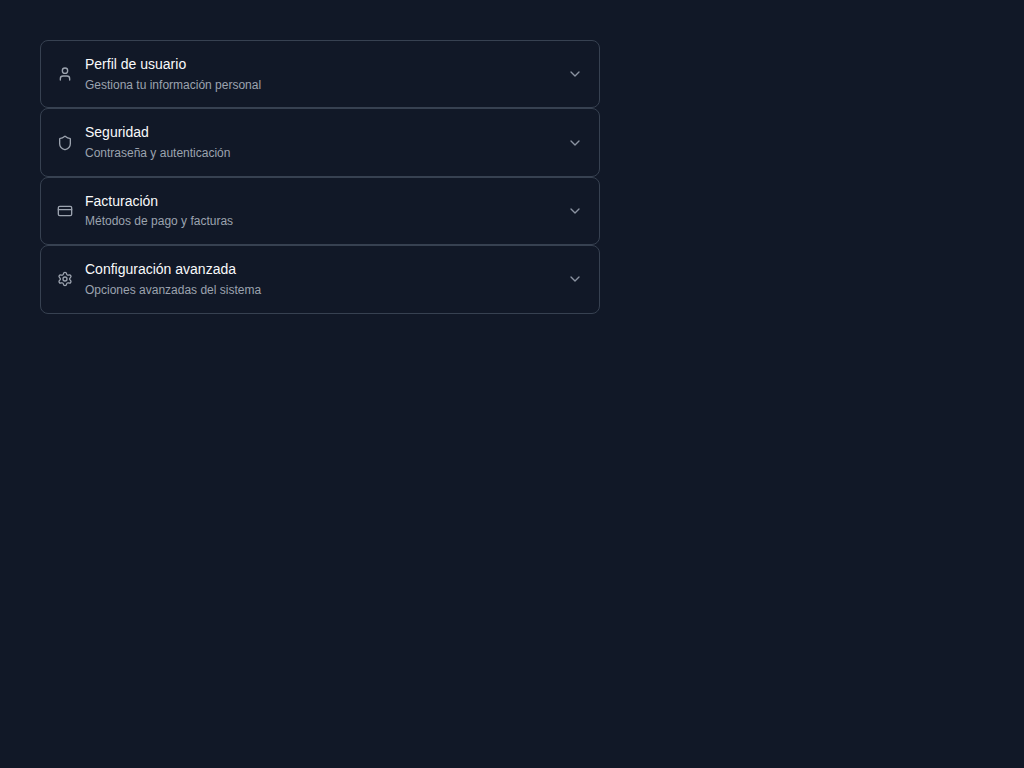 Perfil de usuario
Gestiona tu información personal
Seguridad
Contraseña y autenticación
Facturación
Métodos de pago y facturas
Configuración avanzada
Opciones avanzadas del sistema